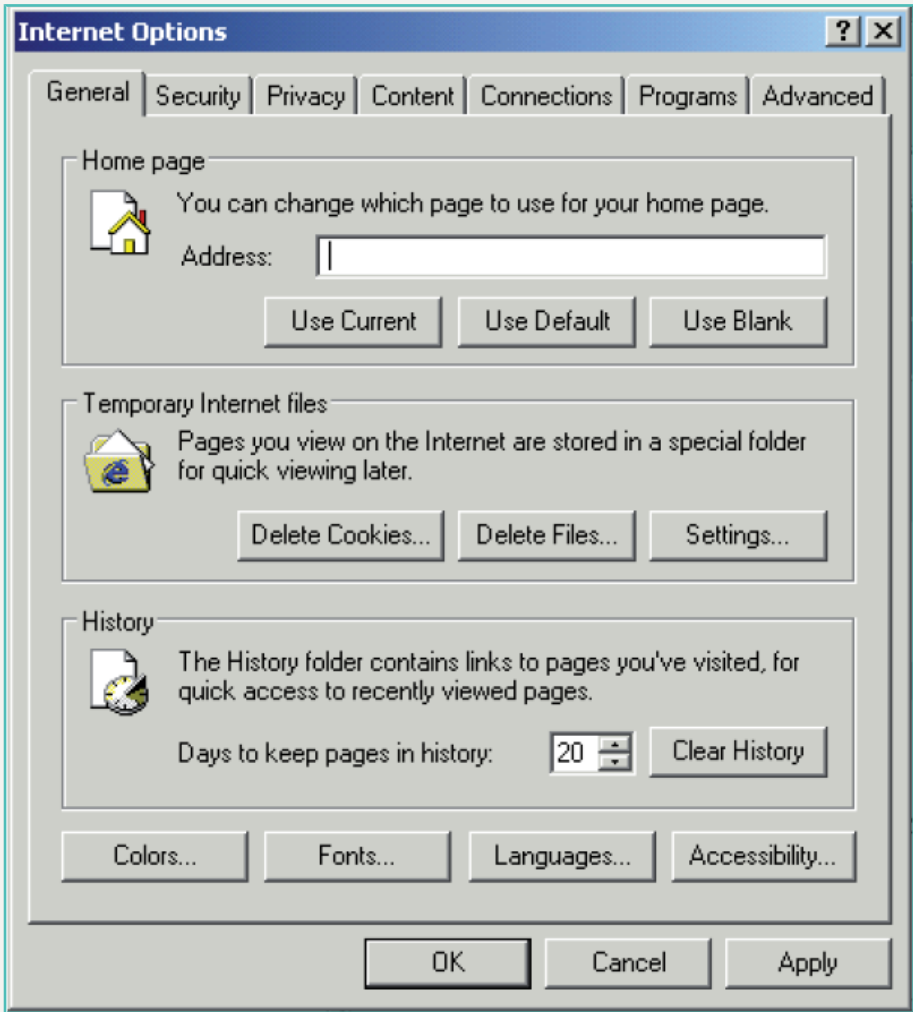 Internet Options
General Security Privacy Content Connections Programs Advanced
Home page
You can change which page to use for your home page.
Address:
Use Current Use Default Use Blank
Temporary Internet files
Pages you view on the Internet are stored in a special folder
for quick viewing later.
Delete Cookies... Delete Files... Settings...
History
The History folder contains links to pages you've visited, for
quick access to recently viewed pages.
Days to keep pages in history: 20 Clear History
Colors... Fonts... Languages... Accessibility...
OK Cancel Apply